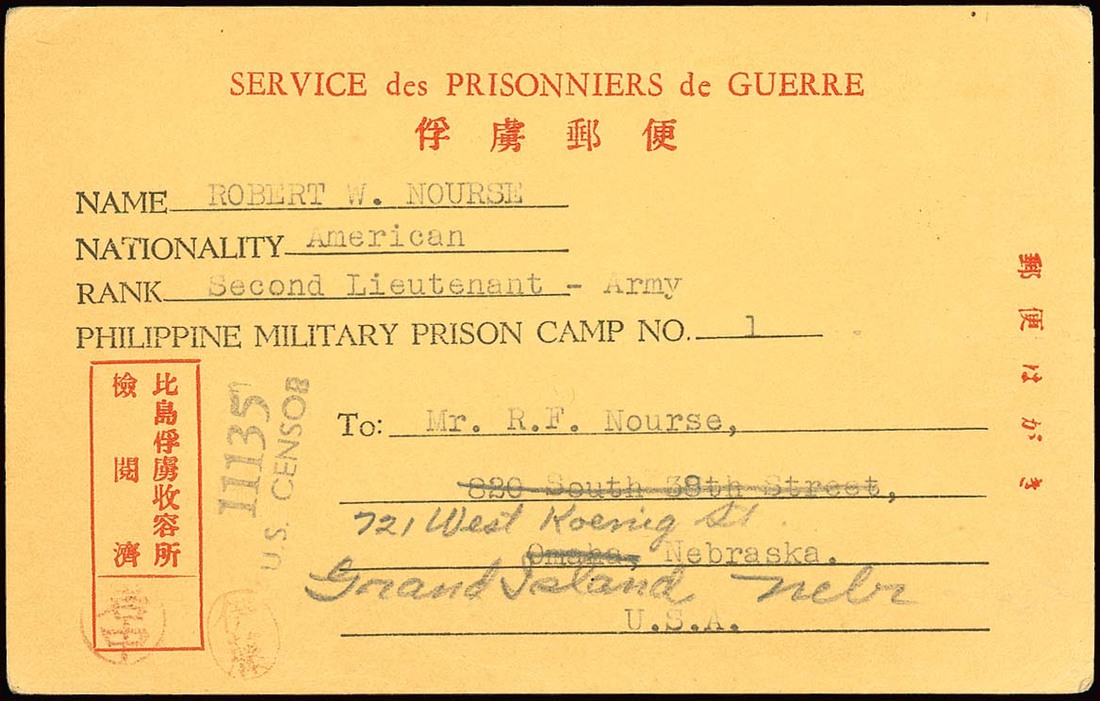 SERVICE des PRISONNIERS de GUERRE
俘虜郵便
NAME ROBERT W. NOURSE
NATIONALITY American
RANK Second Lieutenant - Army
PHILIPPINE MILITARY PRISON CAMP NO. 1
郵便はがき
比島俘虜收容所
檢閲濟
11135
U.S. CENSOR
To: Mr. R.F. Nourse,
820 South 38th Street,
721 West Koenig St.
Omaha, Nebraska.
Grand Island Nebr
U.S.A.